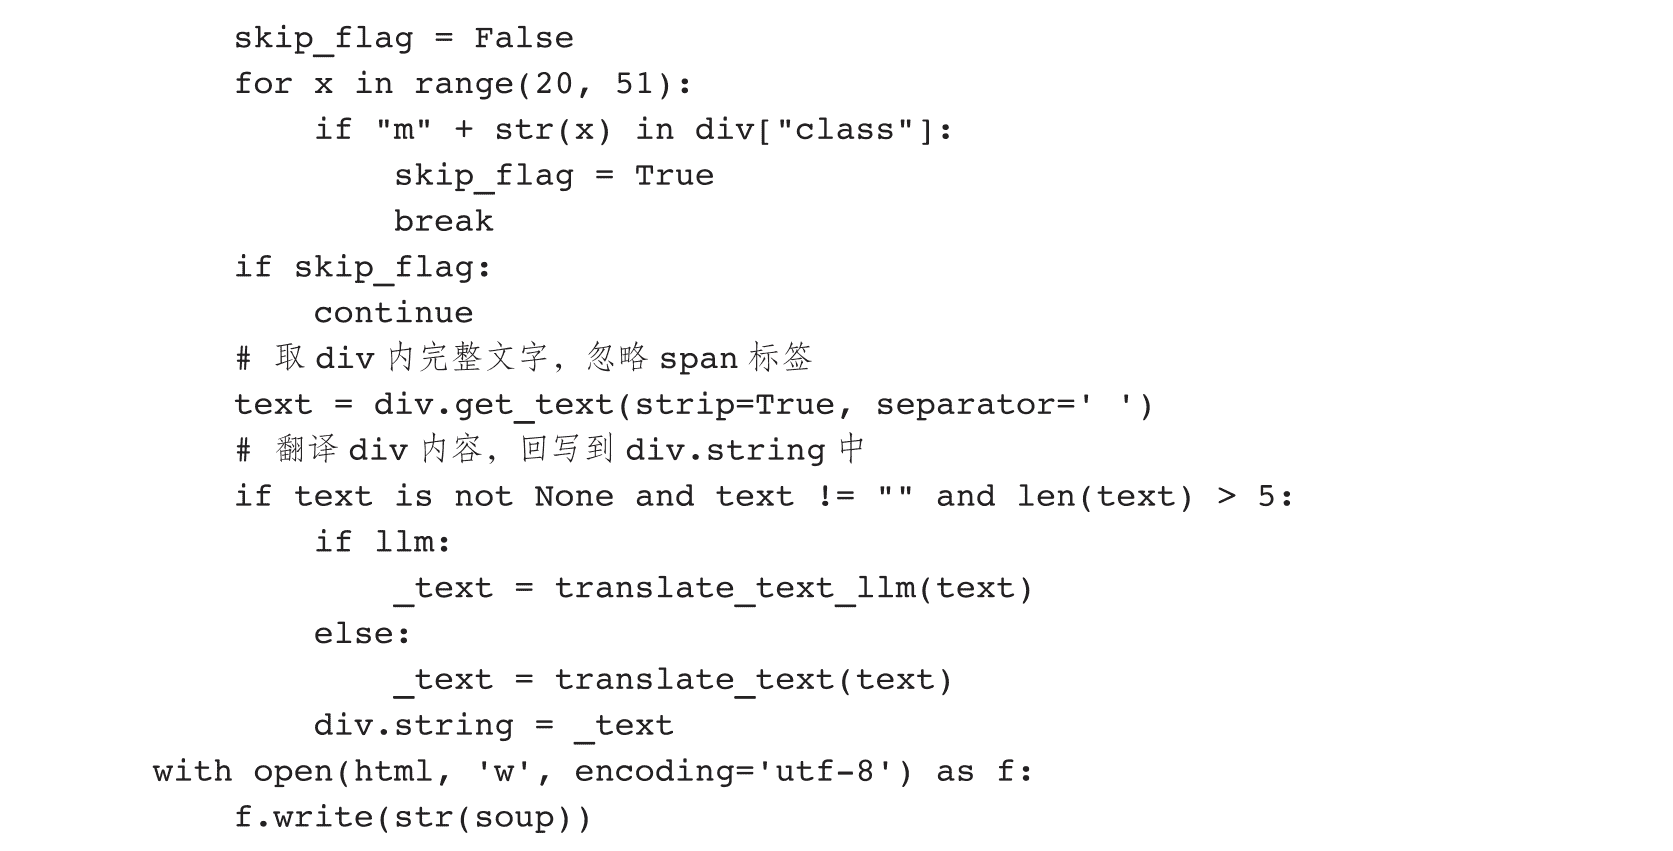 skip_flag = False
for x in range(20, 51):
    if "m" + str(x) in div["class"]:
        skip_flag = True
        break
if skip_flag:
    continue
# 取 div 内完整文字，忽略 span 标签
text = div.get_text(strip=True, separator=' ')
# 翻译 div 内容，回写到 div.string 中
if text is not None and text != "" and len(text) > 5:
    if llm:
        _text = translate_text_llm(text)
    else:
        _text = translate_text(text)
    div.string = _text
with open(html, 'w', encoding='utf-8') as f:
    f.write(str(soup))